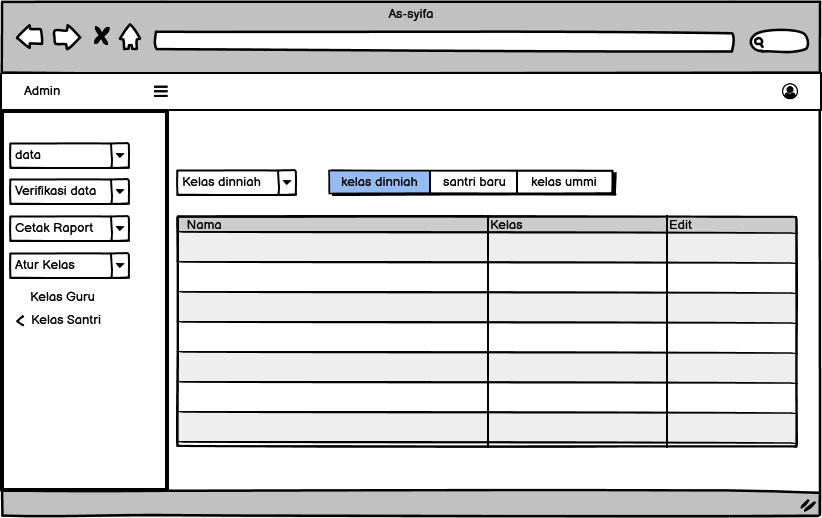 As-syifa
Admin
data
Verifikasi data
Cetak Raport
Atur Kelas
Kelas Guru
Kelas Santri
Kelas dinniah
kelas dinniah santri baru kelas ummi
Nama Kelas Edit